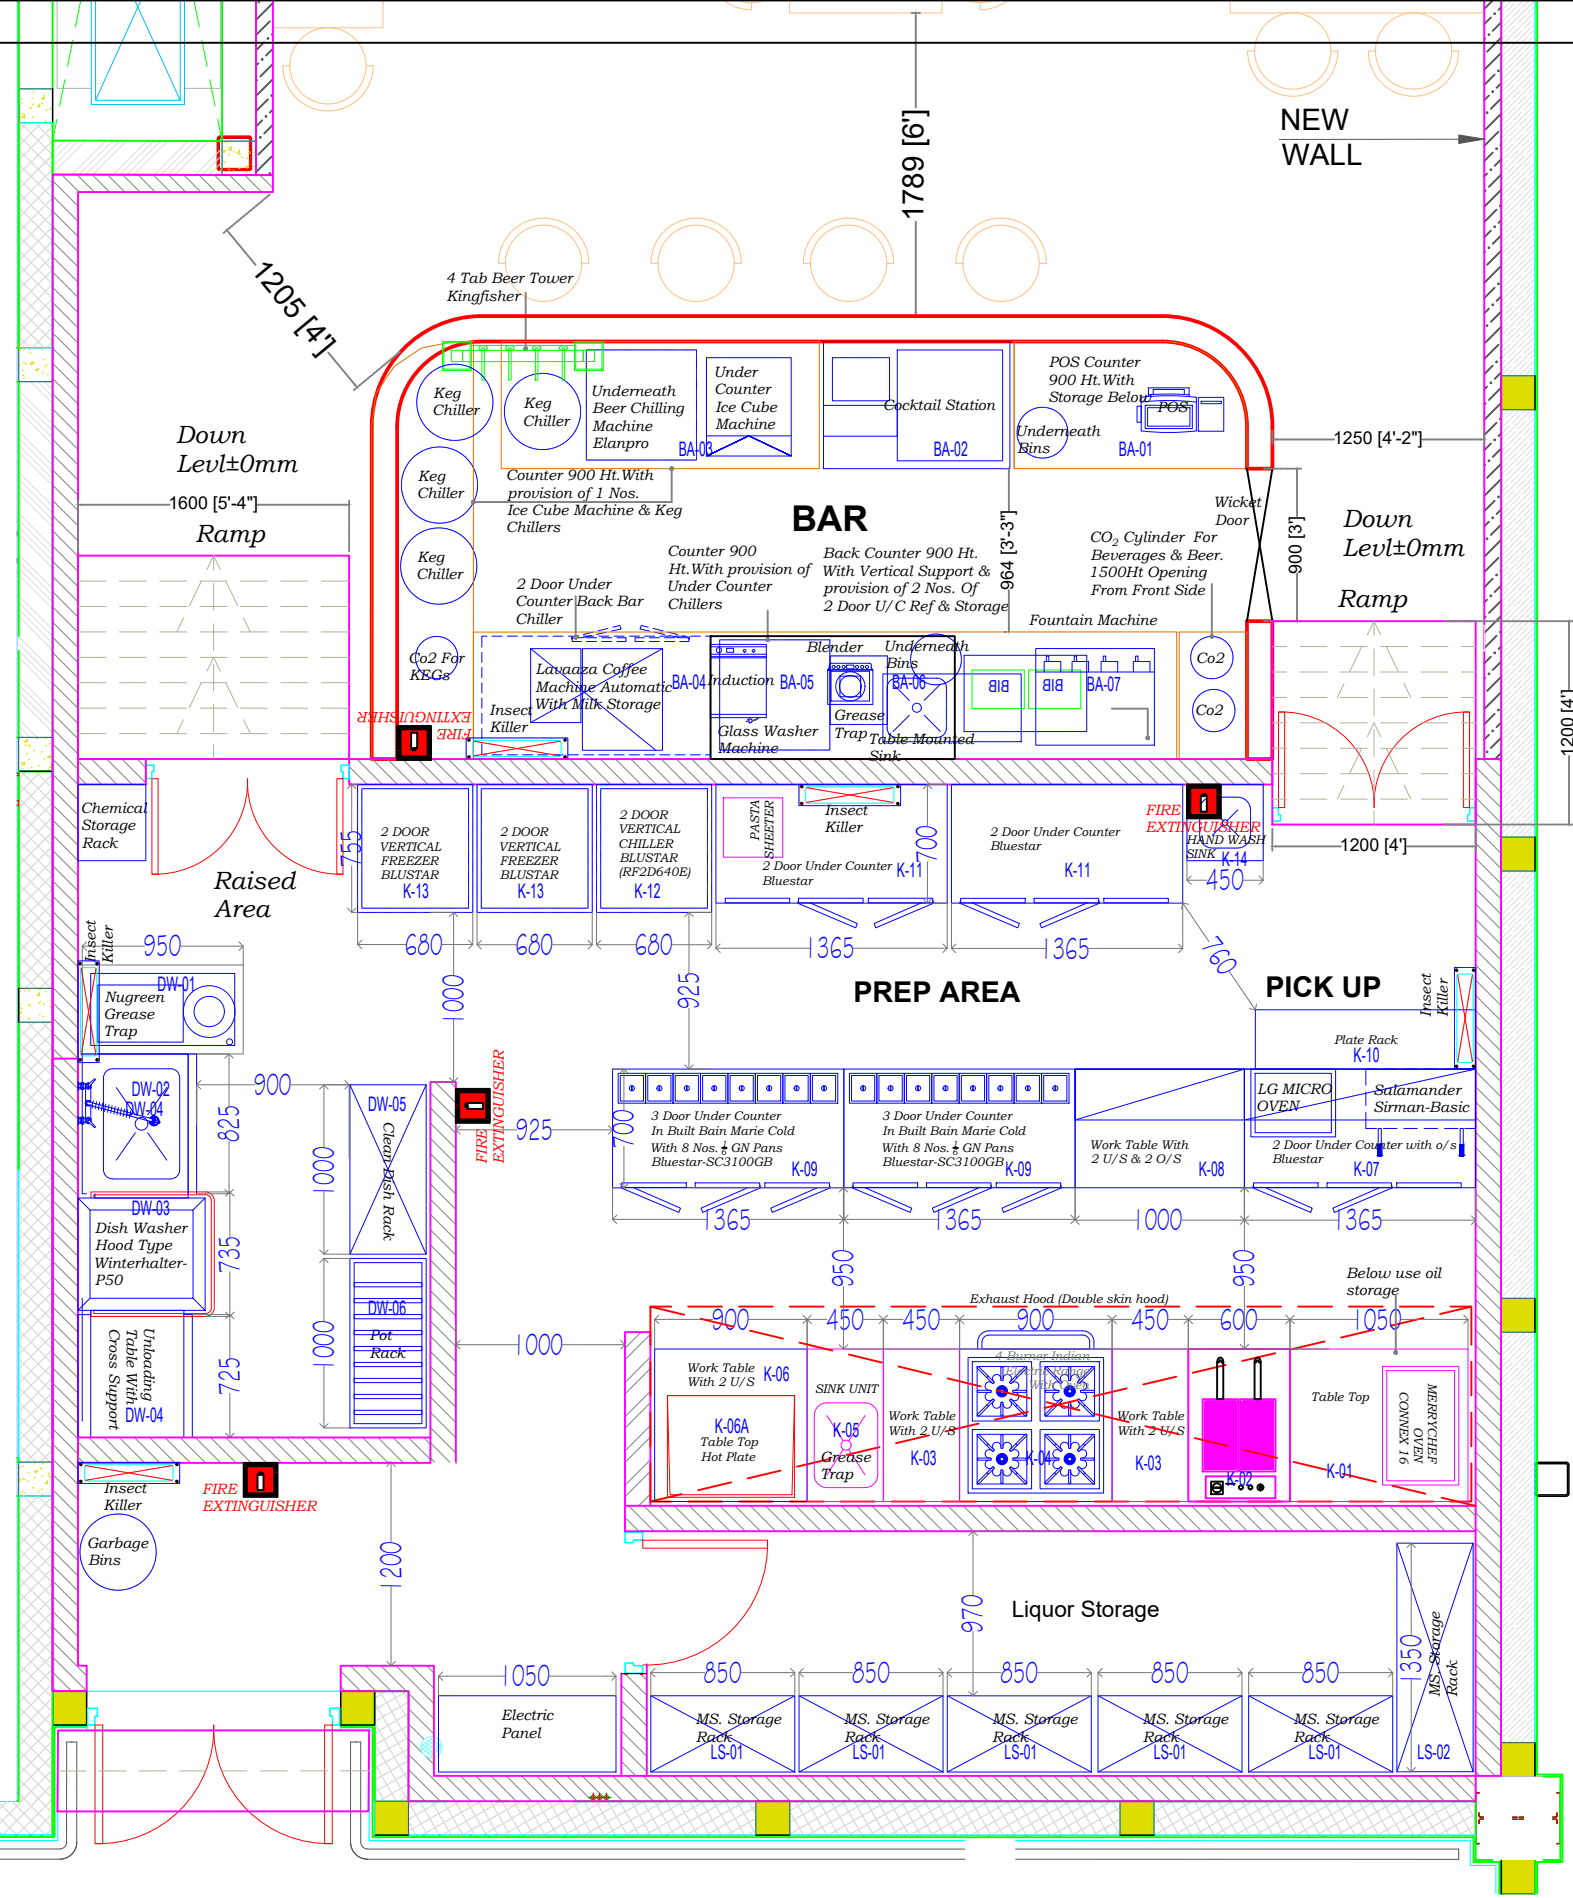 NEW
WALL
1789 [6']
1205 [4']
4 Tab Beer Tower
Kingfisher
Down
Levl±0mm
1600 [5'-4"]
Ramp
Keg
Chiller
Keg
Chiller
Keg
Chiller
Keg
Chiller
Underneath
Beer Chilling
Machine
Elanpro
BA-03
Under
Counter
Ice Cube
Machine
Cocktail Station
BA-02
POS Counter
900 Ht.With
Storage Below
POS
Underneath
Bins
BA-01
1250 [4'-2"]
Counter 900 Ht.With
provision of 1 Nos.
Ice Cube Machine & Keg
Chillers
BAR
964 [3'-3"]
Wicket
Door
900 [3']
Down
Levl±0mm
Ramp
2 Door Under
Counter Back Bar
Chiller
Counter 900
Ht.With provision of
Under Counter
Chillers
Back Counter 900 Ht.
With Vertical Support &
provision of 2 Nos. Of
2 Door U/C Ref & Storage
CO2 Cylinder For
Beverages & Beer.
1500Ht Opening
From Front Side
Fountain Machine
Co2 For
KEGs
Lavaaza Coffee
Machine Automatic
With Milk Storage
BA-04
Induction
BA-05
Glass Washer
Machine
Blender
Grease
Trap
Underneath
Bins
BA-06
Table Mounted
Sink
BIB
BIB
BA-07
Co2
Co2
FIRE
EXTINGUISHER
Insect
Killer
1200 [4']
1200 [4']
Chemical
Storage
Rack
Raised
Area
755
2 DOOR
VERTICAL
FREEZER
BLUSTAR
K-13
2 DOOR
VERTICAL
FREEZER
BLUSTAR
K-13
2 DOOR
VERTICAL
CHILLER
BLUSTAR
(RF2D640E)
K-12
PASTA
SHEETER
2 Door Under Counter
Bluestar
K-11
Insect
Killer
700
2 Door Under Counter
Bluestar
K-11
FIRE
EXTINGUISHER
HAND WASH
SINK
K-14
450
680
680
680
1365
1365
760
Insect
Killer
950
DW-01
Nugreen
Grease
Trap
1000
925
PREP AREA
PICK UP
Insect
Killer
Plate Rack
K-10
DW-02
DW-04
825
900
DW-05
Clean Dish Rack
1000
FIRE
EXTINGUISHER
925
700
3 Door Under Counter
In Built Bain Marie Cold
With 8 Nos. 1/6 GN Pans
Bluestar-SC3100GB
K-09
3 Door Under Counter
In Built Bain Marie Cold
With 8 Nos. 1/6 GN Pans
Bluestar-SC3100GB
K-09
Work Table With
2 U/S & 2 O/S
K-08
LG MICRO
OVEN
Salamander
Sirman-Basic
2 Door Under Counter with o/s
Bluestar
K-07
1365
1365
1000
1365
DW-03
Dish Washer
Hood Type
Winterhalter-
P50
735
950
950
Below use oil
storage
Exhaust Hood (Double skin hood)
DW-06
Pot
Rack
1000
1000
900
450
450
900
450
600
1050
Unloading
Table With
Cross Support
DW-04
725
Work Table
With 2 U/S
K-06
K-06A
Table Top
Hot Plate
SINK UNIT
K-05
Grease
Trap
Work Table
With 2 U/S
K-03
4 Burner Indian
Electric Range
With Oven
K-04
Work Table
With 2 U/S
K-03
K-02
Table Top
K-01
MERRYCHEF
OVEN
CONNEX 16
Insect
Killer
FIRE
EXTINGUISHER
Garbage
Bins
1200
970
Liquor Storage
1350
MS. Storage
Rack
LS-02
1050
Electric
Panel
850
850
850
850
850
MS. Storage
Rack
LS-01
MS. Storage
Rack
LS-01
MS. Storage
Rack
LS-01
MS. Storage
Rack
LS-01
MS. Storage
Rack
LS-01